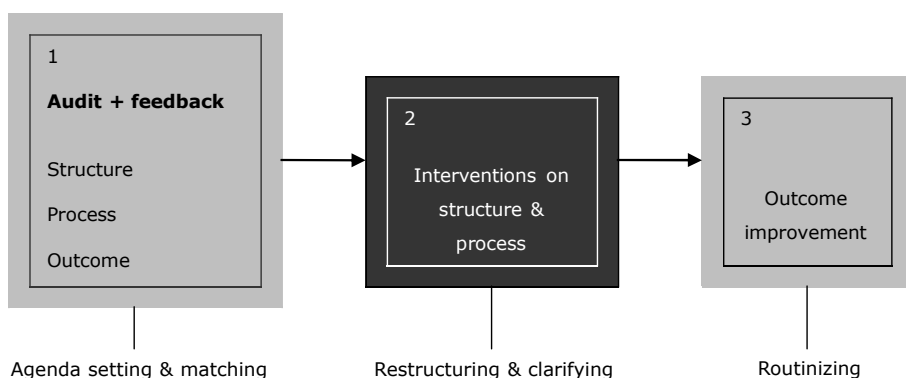 1
Audit + feedback
Structure
Process
Outcome
2
Interventions on
structure &
process
3
Outcome
improvement
Agenda setting & matching
Restructuring & clarifying
Routinizing